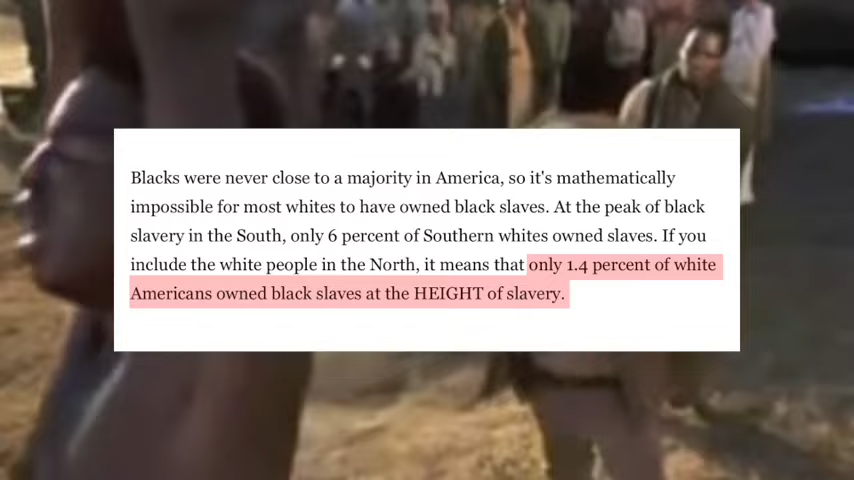 Blacks were never close to a majority in America, so it's mathematically
impossible for most whites to have owned black slaves. At the peak of black
slavery in the South, only 6 percent of Southern whites owned slaves. If you
include the white people in the North, it means that only 1.4 percent of white
Americans owned black slaves at the HEIGHT of slavery.